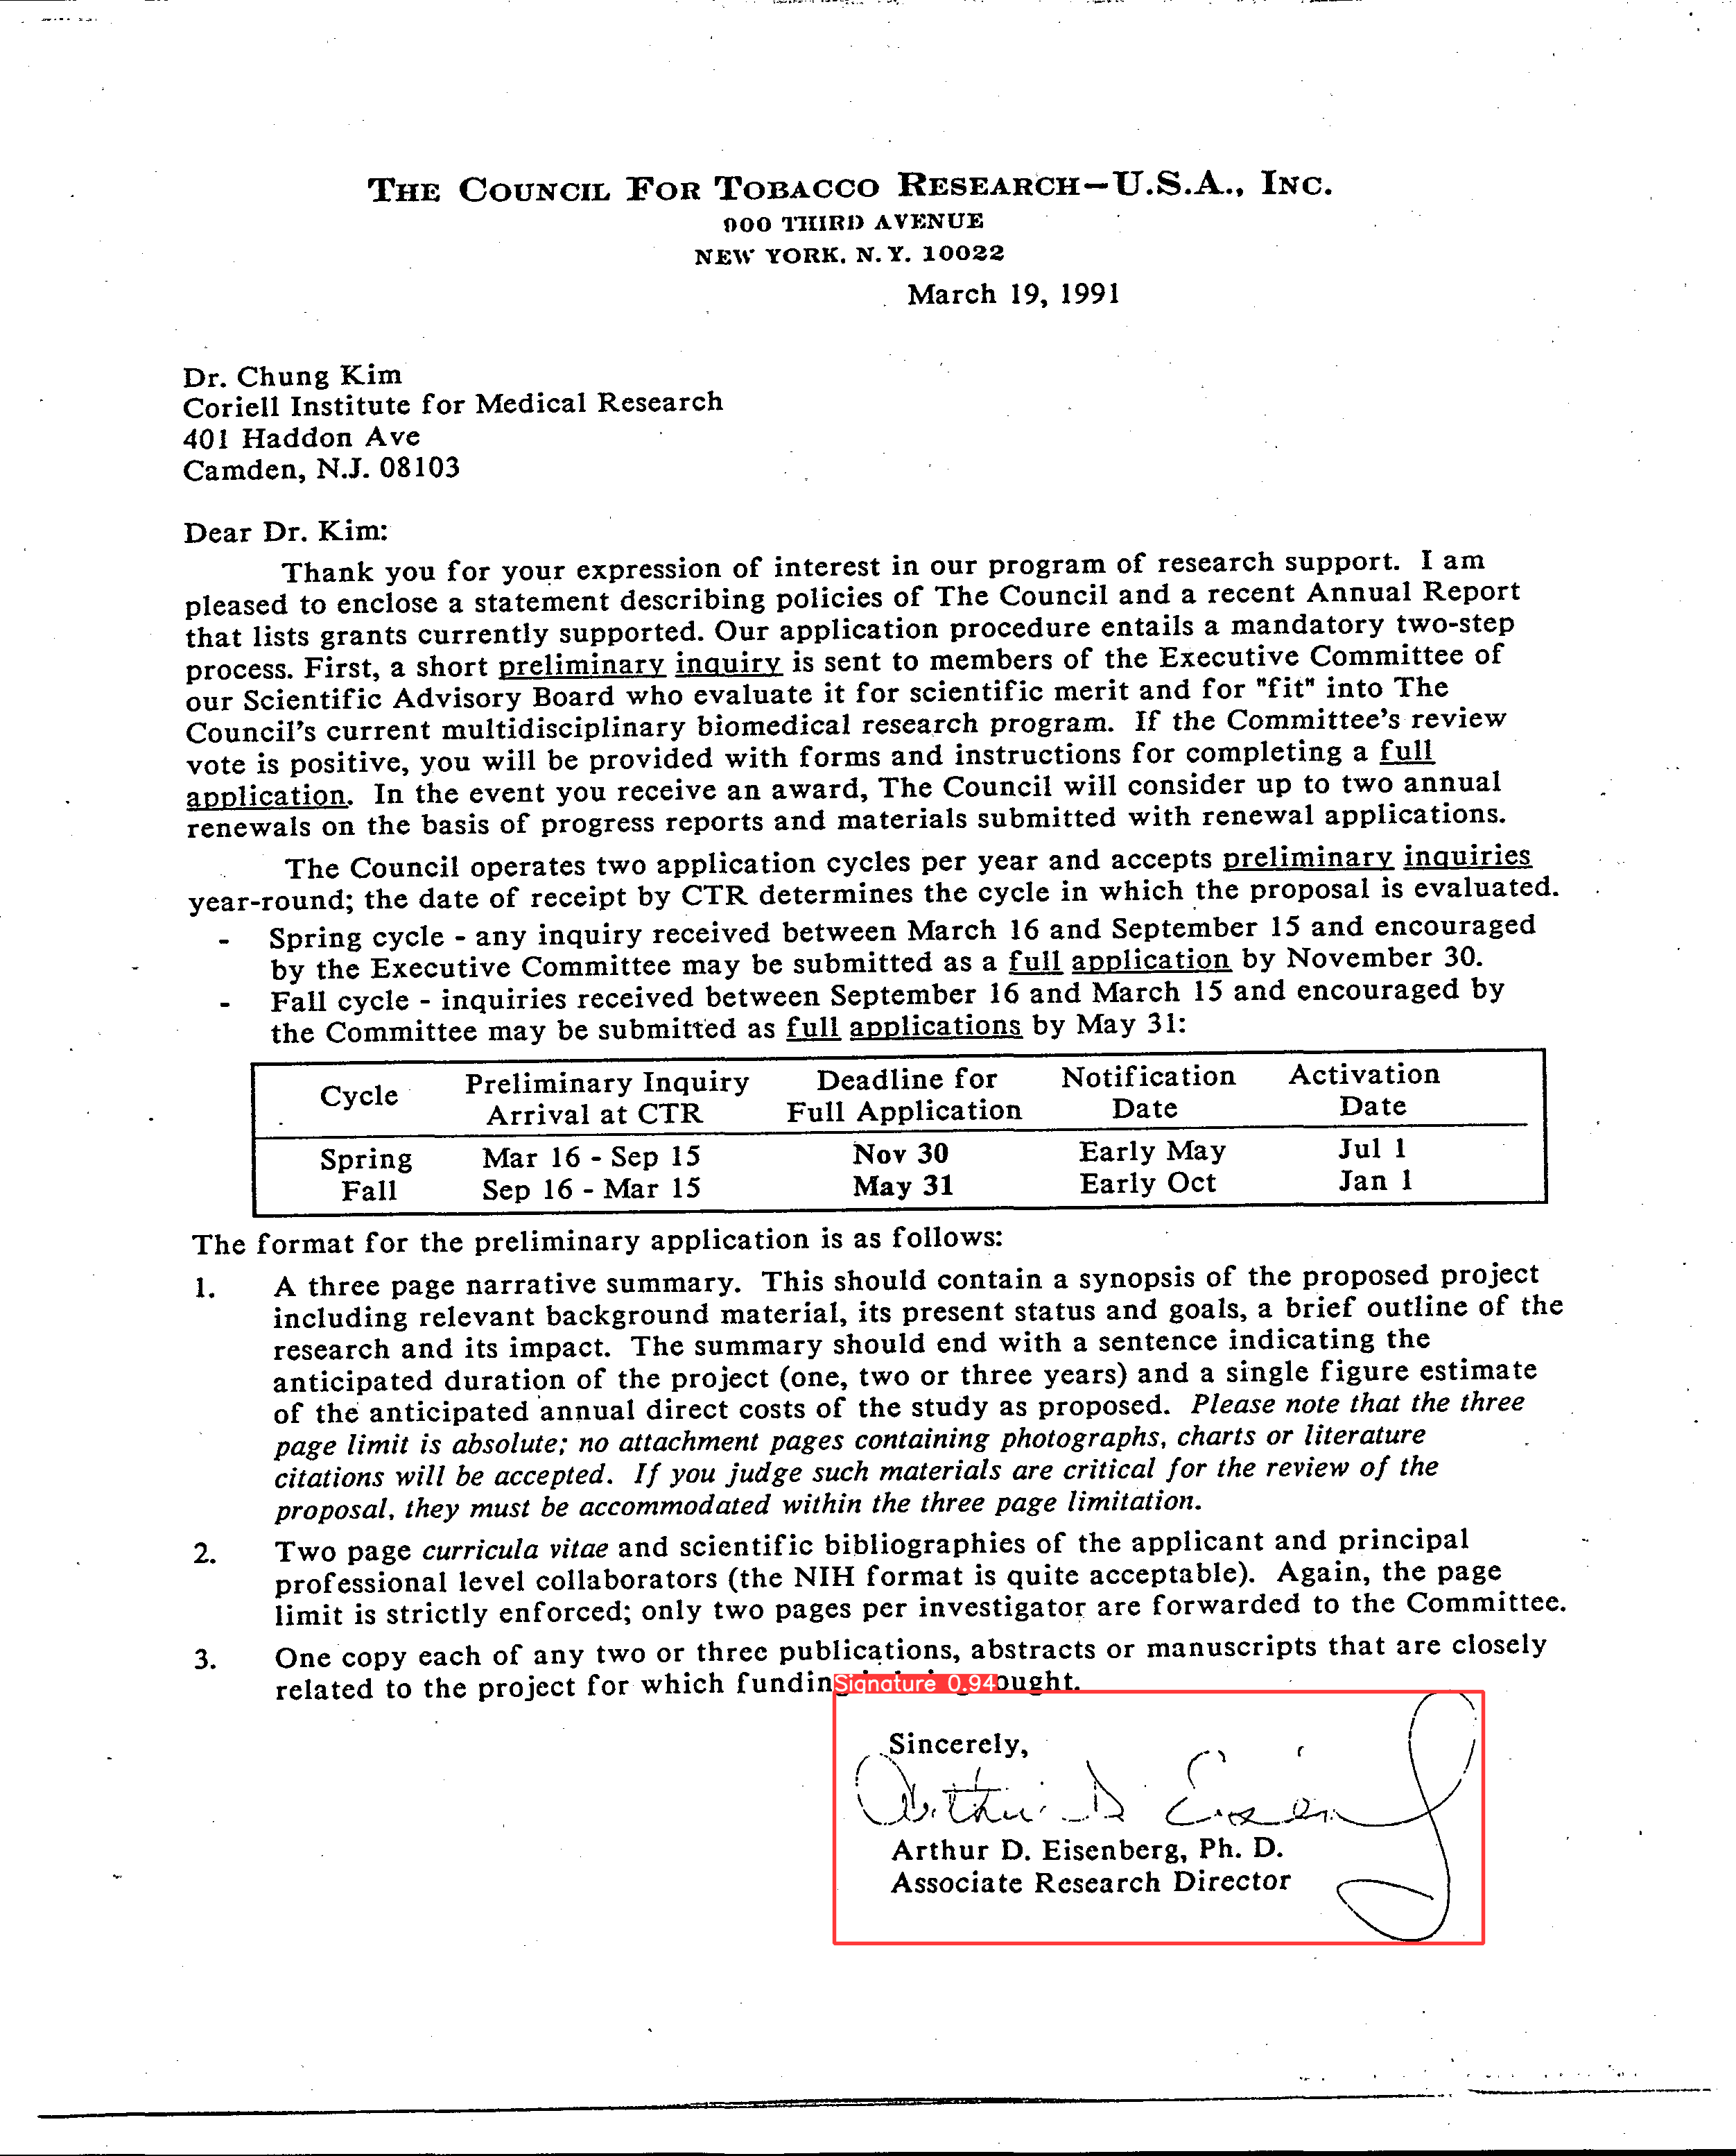 THE COUNCIL FOR TOBACCO RESEARCH-U.S.A., INC.
900 THIRD AVENUE
NEW YORK, N.Y. 10022
March 19, 1991
Dr. Chung Kim
Coriell Institute for Medical Research
401 Haddon Ave
Camden, N.J. 08103
Dear Dr. Kim:
Thank you for your expression of interest in our program of research support. I am
pleased to enclose a statement describing policies of The Council and a recent Annual Report
that lists grants currently supported. Our application procedure entails a mandatory two-step
process. First, a short preliminary inquiry is sent to members of the Executive Committee of
our Scientific Advisory Board who evaluate it for scientific merit and for "fit" into The
Council's current multidisciplinary biomedical research program. If the Committee's review
vote is positive, you will be provided with forms and instructions for completing a full
application. In the event you receive an award, The Council will consider up to two annual
renewals on the basis of progress reports and materials submitted with renewal applications.
The Council operates two application cycles per year and accepts preliminary inquiries
year-round; the date of receipt by CTR determines the cycle in which the proposal is evaluated.
- Spring cycle - any inquiry received between March 16 and September 15 and encouraged
by the Executive Committee may be submitted as a full application by November 30.
- Fall cycle - inquiries received between September 16 and March 15 and encouraged by
the Committee may be submitted as full applications by May 31:
Cycle Preliminary Inquiry Deadline for Notification Activation
Arrival at CTR Full Application Date Date
Spring Mar 16 - Sep 15 Nov 30 Early May Jul 1
Fall Sep 16 - Mar 15 May 31 Early Oct Jan 1
The format for the preliminary application is as follows:
1. A three page narrative summary. This should contain a synopsis of the proposed project
including relevant background material, its present status and goals, a brief outline of the
research and its impact. The summary should end with a sentence indicating the
anticipated duration of the project (one, two or three years) and a single figure estimate
of the anticipated annual direct costs of the study as proposed. Please note that the three
page limit is absolute; no attachment pages containing photographs, charts or literature
citations will be accepted. If you judge such materials are critical for the review of the
proposal, they must be accommodated within the three page limitation.
2. Two page curricula vitae and scientific bibliographies of the applicant and principal
professional level collaborators (the NIH format is quite acceptable). Again, the page
limit is strictly enforced; only two pages per investigator are forwarded to the Committee.
3. One copy each of any two or three publications, abstracts or manuscripts that are closely
related to the project for which fundin Signature 0.94 ought.
Sincerely,
Arthur D Eisen
Arthur D. Eisenberg, Ph. D.
Associate Research Director